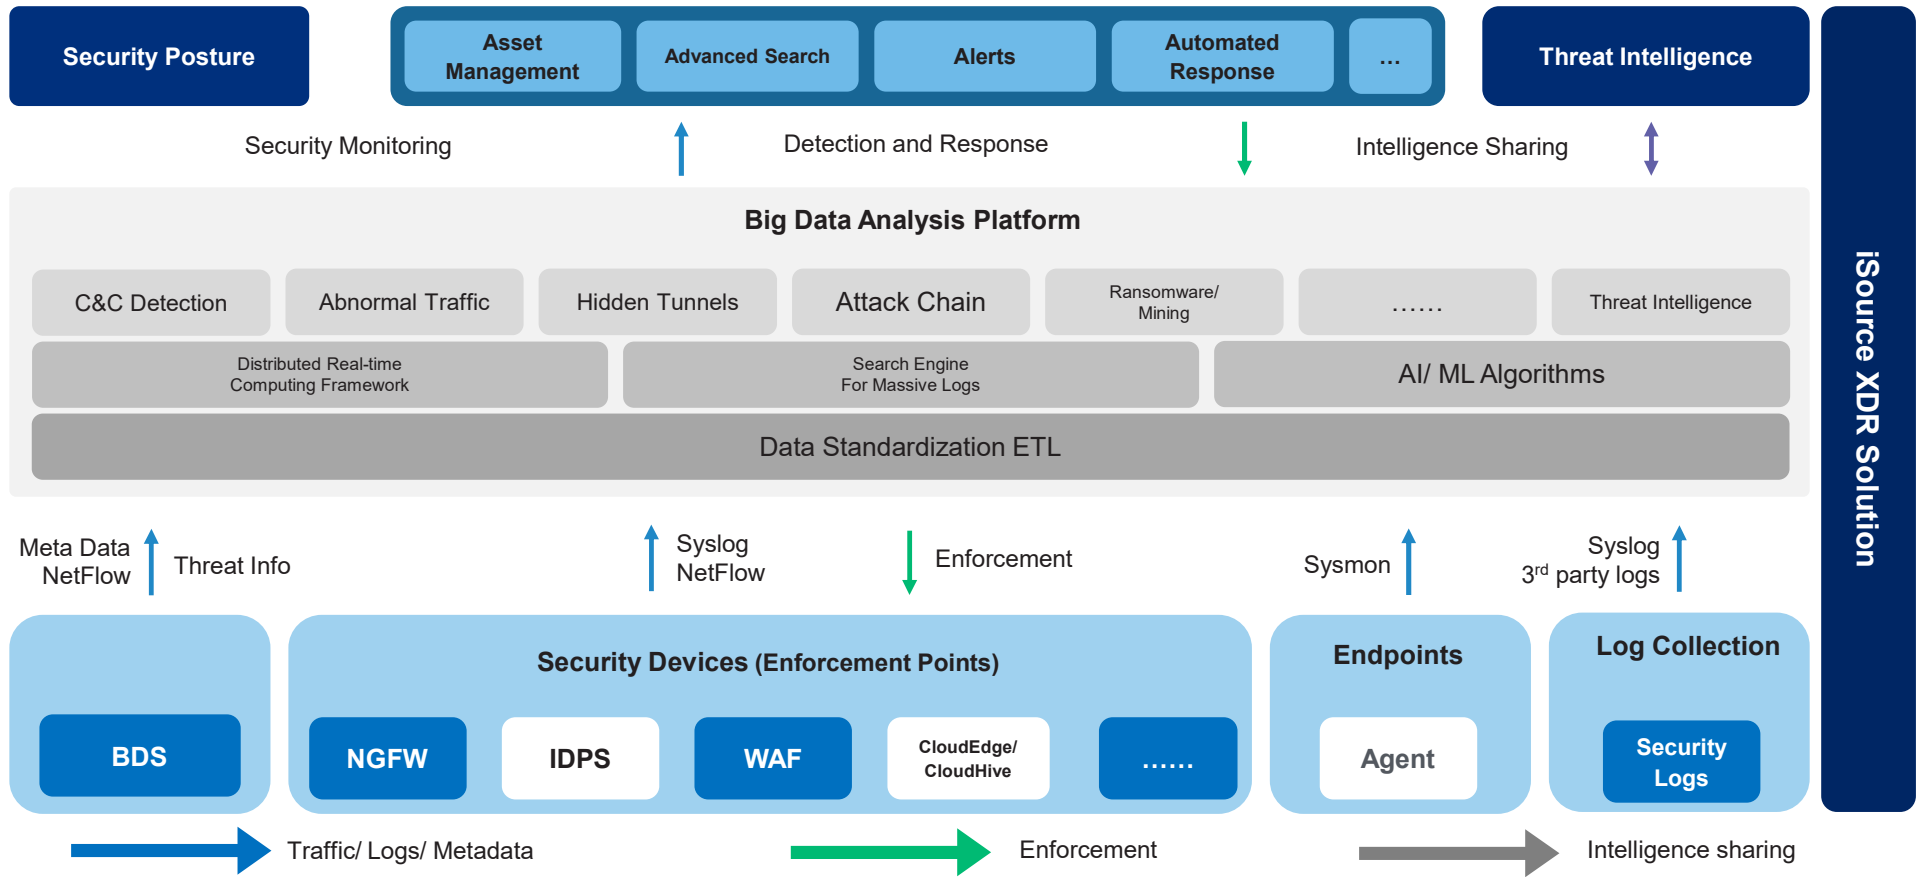 Security Posture
Asset
Management
Advanced Search
Alerts
Automated
Response
...
Threat Intelligence
Security Monitoring
Detection and Response
Intelligence Sharing
iSource XDR Solution
Big Data Analysis Platform
C&C Detection
Abnormal Traffic
Hidden Tunnels
Attack Chain
Ransomware/
Mining
......
Threat Intelligence
Distributed Real-time
Computing Framework
Search Engine
For Massive Logs
AI/ ML Algorithms
Data Standardization ETL
Meta Data
NetFlow
Threat Info
Syslog
NetFlow
Enforcement
Sysmon
Syslog
3rd party logs
BDS
Security Devices (Enforcement Points)
NGFW
IDPS
WAF
CloudEdge/
CloudHive
......
Endpoints
Agent
Log Collection
Security
Logs
Traffic/ Logs/ Metadata
Enforcement
Intelligence sharing